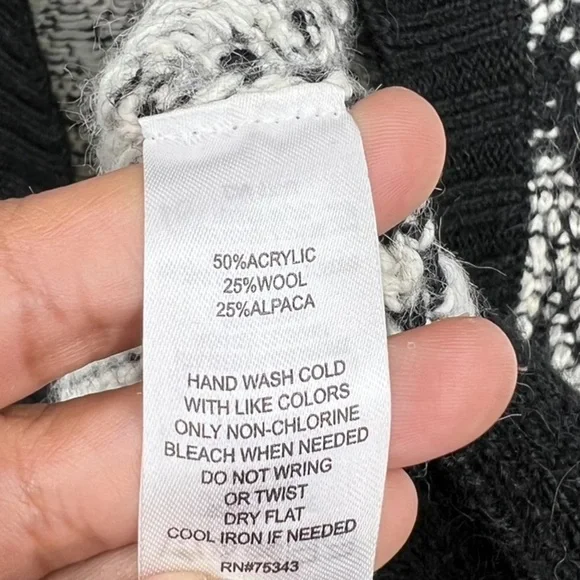 50%ACRYLIC
25%WOOL
25%ALPACA
HAND WASH COLD
WITH LIKE COLORS
ONLY NON-CHLORINE
BLEACH WHEN NEEDED
DO NOT WRING
OR TWIST
DRY FLAT
COOL IRON IF NEEDED
RN#75343